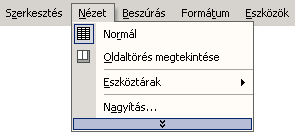 Szerkesztés Nézet Beszúrás Formátum Eszközök
Normál
Oldaltörés megtekintése
Eszköztárak
Nagyítás...